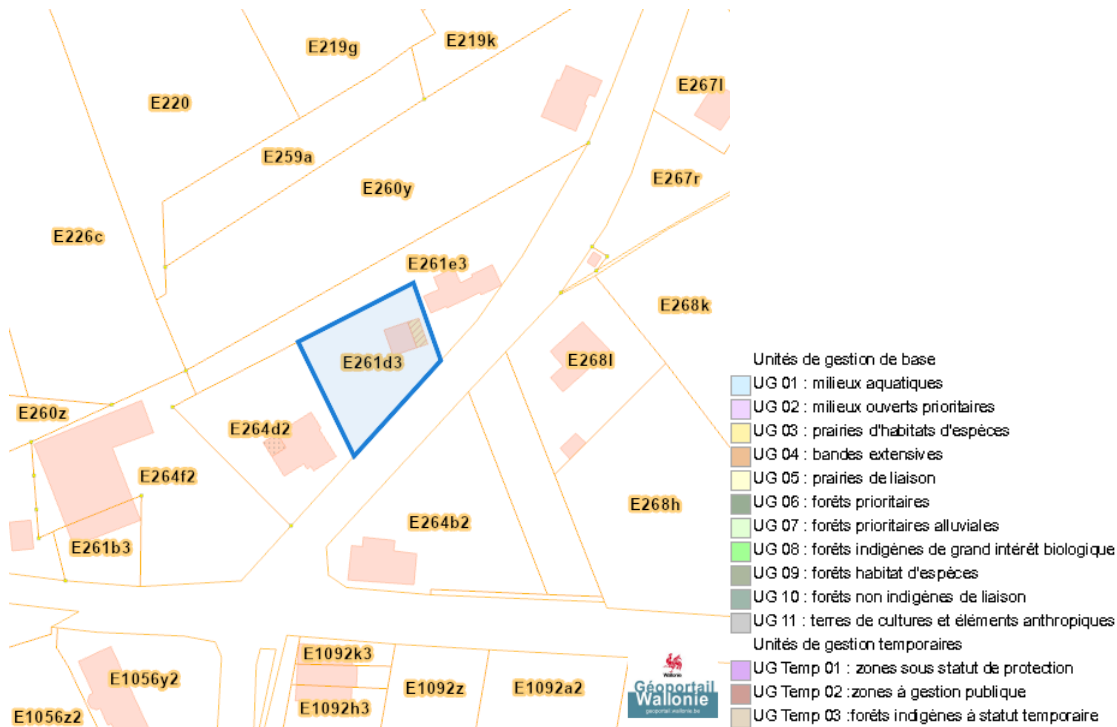 E219g
E219k
E267l
E220
E259a
E260y
E267r
E226c
E261e3
E268k
E268l
E261d3
E260z
E264d2
E264f2
E268h
E264b2
E261b3
E1092k3
E1056y2
E1092z
E1092a2
E1092h3
E1056z2
Wallonie
Géoportail
Wallonie
geoportail.wallonie.be
Unités de gestion de base
UG 01 : milieux aquatiques
UG 02 : milieux ouverts prioritaires
UG 03 : prairies d'habitats d'espèces
UG 04 : bandes extensives
UG 05 : prairies de liaison
UG 06 : forêts prioritaires
UG 07 : forêts prioritaires alluviales
UG 08 : forêts indigènes de grand intérêt biologique
UG 09 : forêts habitat d'espèces
UG 10 : forêts non indigènes de liaison
UG 11 : terres de cultures et éléments anthropiques
Unités de gestion temporaires
UG Temp 01 : zones sous statut de protection
UG Temp 02 :zones à gestion publique
UG Temp 03 :forêts indigènes à statut temporaire